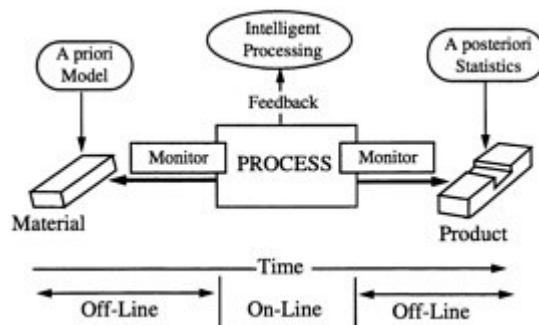 Intelligent
Processing
A priori
Model
A posteriori
Statistics
Feedback
Monitor
PROCESS
Monitor
Material
Product
Time
Off-Line
On-Line
Off-Line